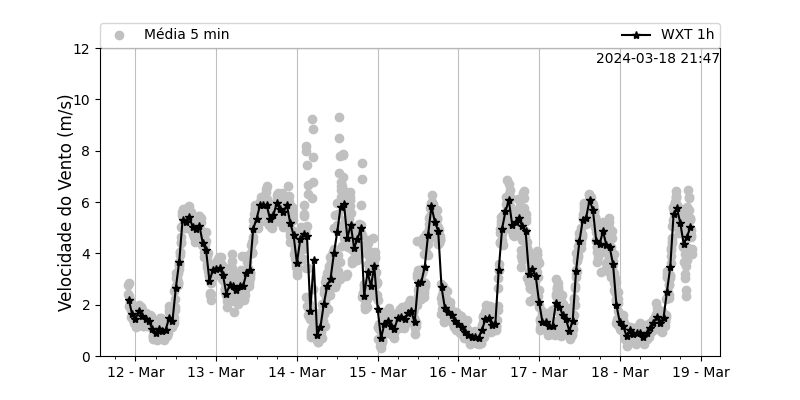 Média 5 min
WXT 1h
2024-03-18 21:47
Velocidade do Vento (m/s)
12
10
8
6
4
2
0
12 - Mar 13 - Mar 14 - Mar 15 - Mar 16 - Mar 17 - Mar 18 - Mar 19 - Mar